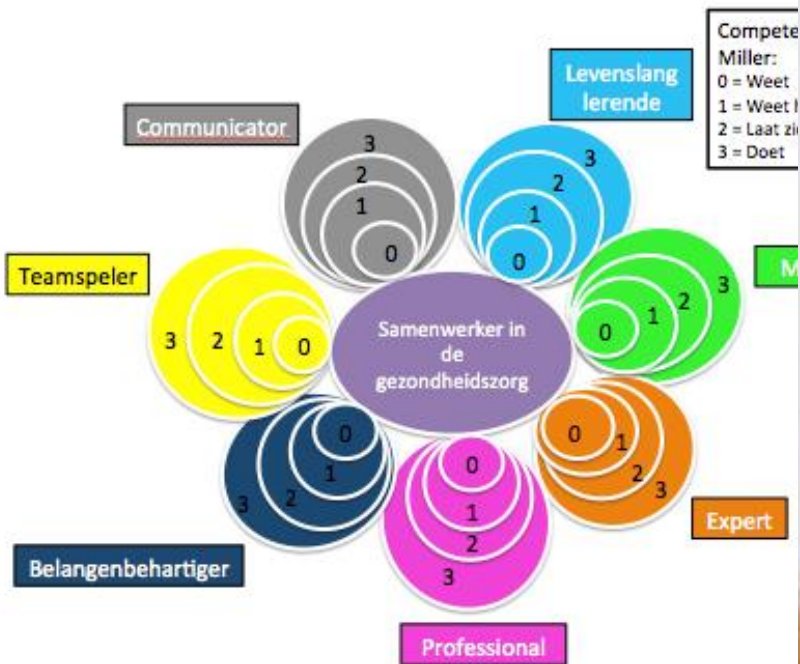 Compete
Miller:
0 = Weet
1 = Weet h
2 = Laat zie
3 = Doet
Levenslang
lerende
Communicator
3
2
1
0
3
2
1
0
Teamspeler
3 2 1 0
M
0 1 2 3
Samenwerker in
de
gezondheidszorg
0
1
2
3
0
1
2
3
Expert
0
1
2
3
Belangenbehartiger
Professional